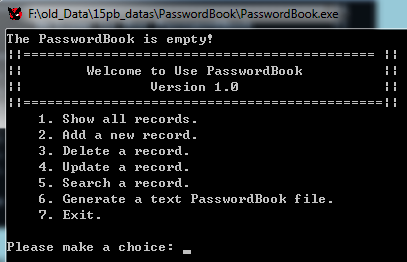 F:\old_Data\15pb_datas\PasswordBook\PasswordBook.exe
The PasswordBook is empty!
||====================================== ||
||        Welcome to Use PasswordBook        ||
||                Version 1.0                ||
||=======================================||
1. Show all records.
2. Add a new record.
3. Delete a record.
4. Update a record.
5. Search a record.
6. Generate a text PasswordBook file.
7. Exit.
Please make a choice: _